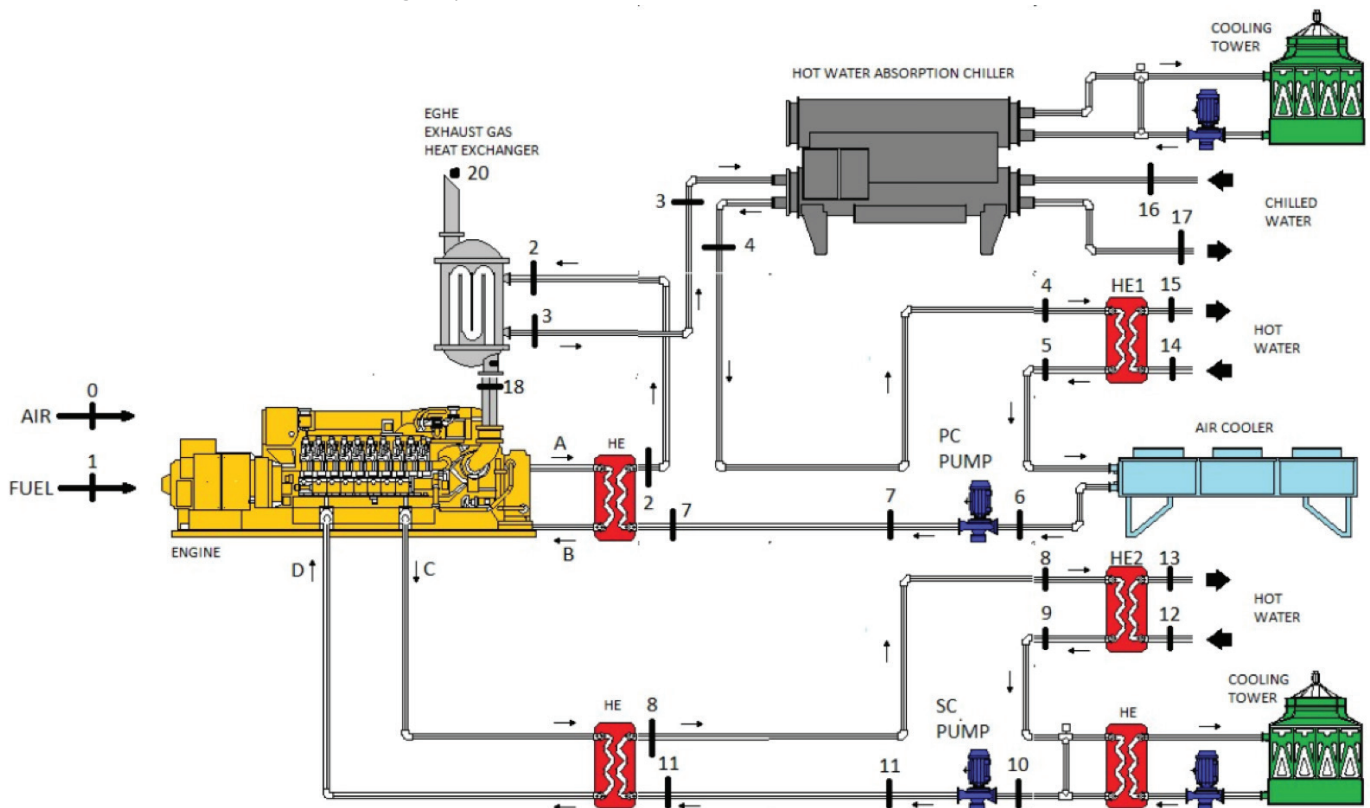 COOLING
TOWER
HOT WATER ABSORPTION CHILLER
EGHE
EXHAUST GAS
HEAT EXCHANGER
20
3
16
CHILLED
WATER
17
4
2
3
4
HE1
15
HOT
WATER
5
14
18
0
AIR
1
FUEL
A
HE
2
7
B
PC
PUMP
7
6
AIR COOLER
ENGINE
D
C
8
HE2
13
HOT
WATER
9
12
COOLING
TOWER
HE
8
SC
PUMP
HE
11
11
10